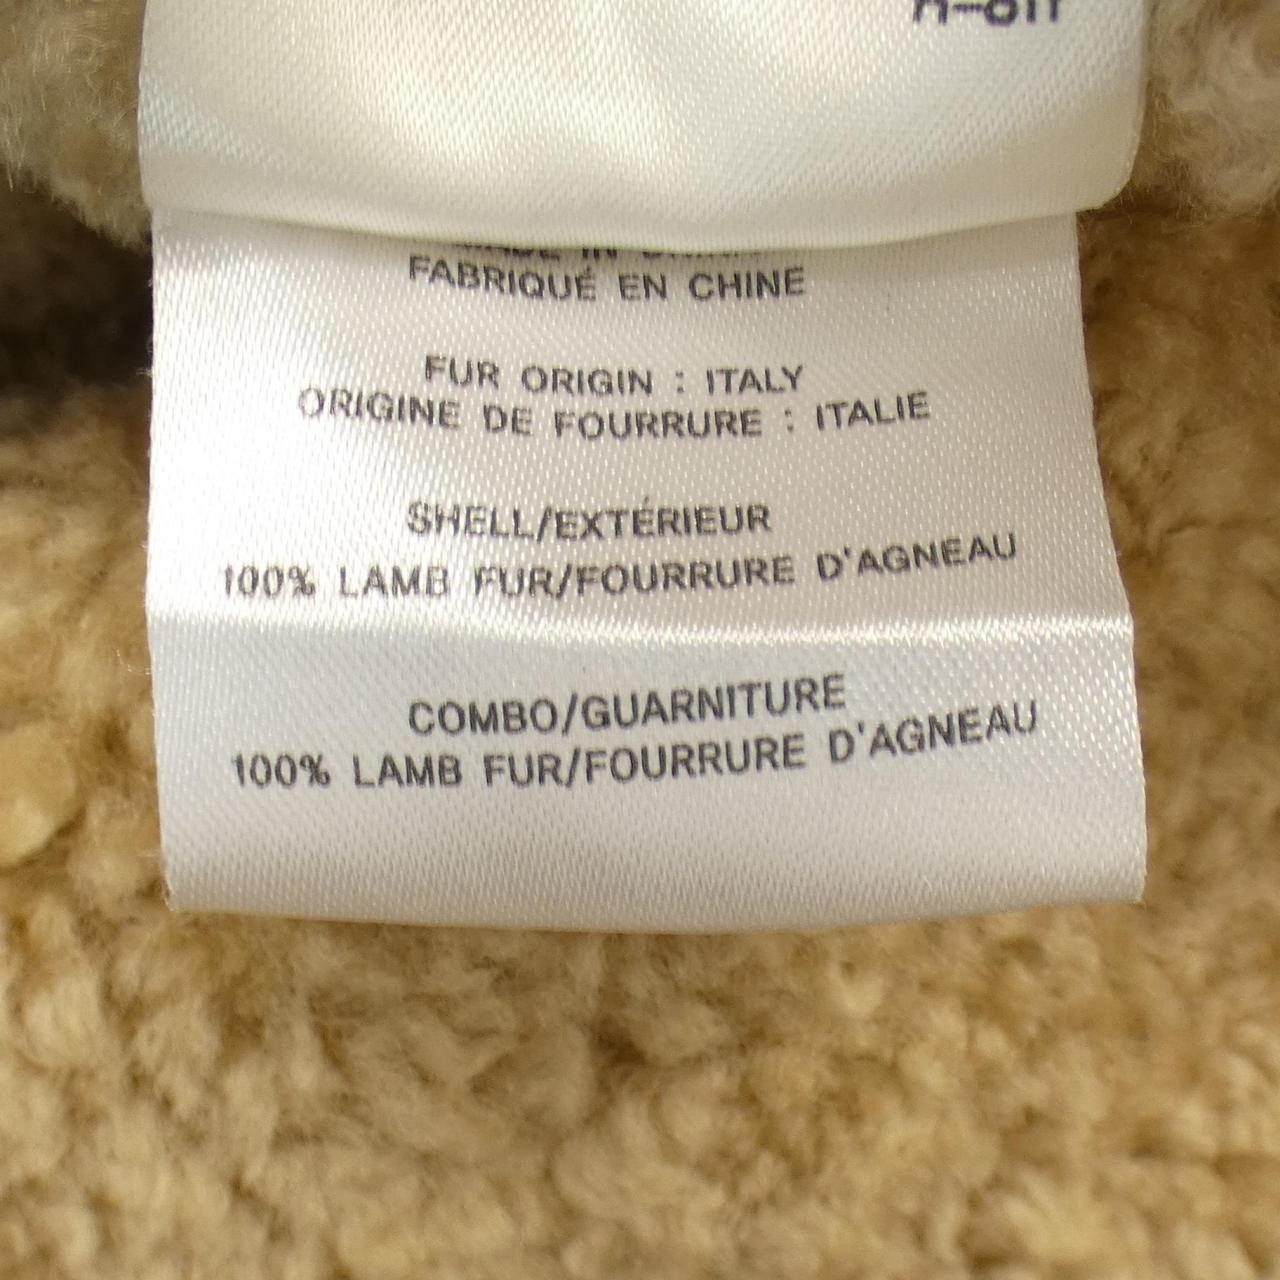 FABRIQUÉ EN CHINE
FUR ORIGIN : ITALY
ORIGINE DE FOURRURE : ITALIE
SHELL/EXTÉRIEUR
100% LAMB FUR/FOURRURE D'AGNEAU
COMBO/GUARNITURE
100% LAMB FUR/FOURRURE D'AGNEAU